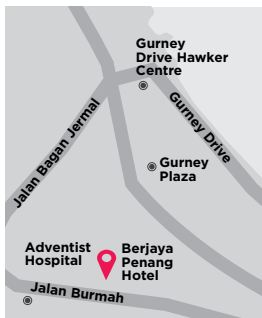 Gurney
Drive Hawker
Centre
Jalan Bagan Jermal
Gurney Drive
Gurney
Plaza
Adventist
Hospital
Berjaya
Penang
Hotel
Jalan Burmah